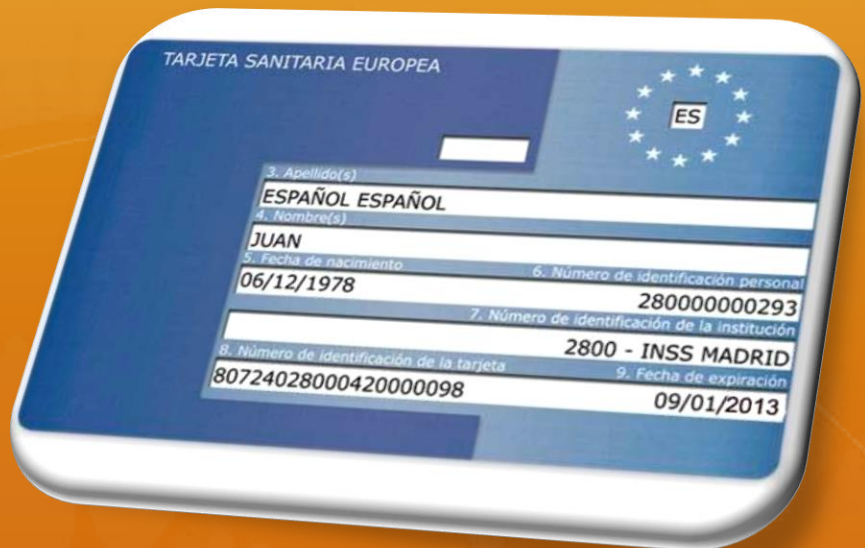 TARJETA SANITARIA EUROPEA
ES
3. Apellido(s)
ESPAÑOL ESPAÑOL
4. Nombre(s)
JUAN
5. Fecha de nacimiento 6. Número de identificación personal
06/12/1978 280000000293
7. Número de identificación de la institución
2800 - INSS MADRID
8. Número de identificación de la tarjeta 9. Fecha de expiración
80724028000420000098 09/01/2013